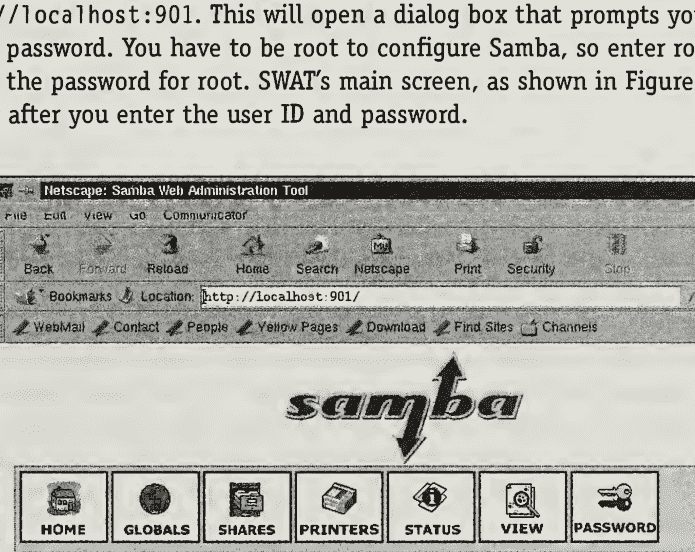 //localhost:901. This will open a dialog box that prompts yo
password. You have to be root to configure Samba, so enter ro
the password for root. SWAT's main screen, as shown in Figure
after you enter the user ID and password.
Netscape: Samba Web Administration Tool
File Edit View Go Communicator
Back Forward Reload Home Search Netscape Print Security Stop
Bookmarks Location: http://localhost:901/
WebMail Contact People Yellow Pages Download Find Sites Channels
samba
HOME GLOBALS SHARES PRINTERS STATUS VIEW PASSWORD